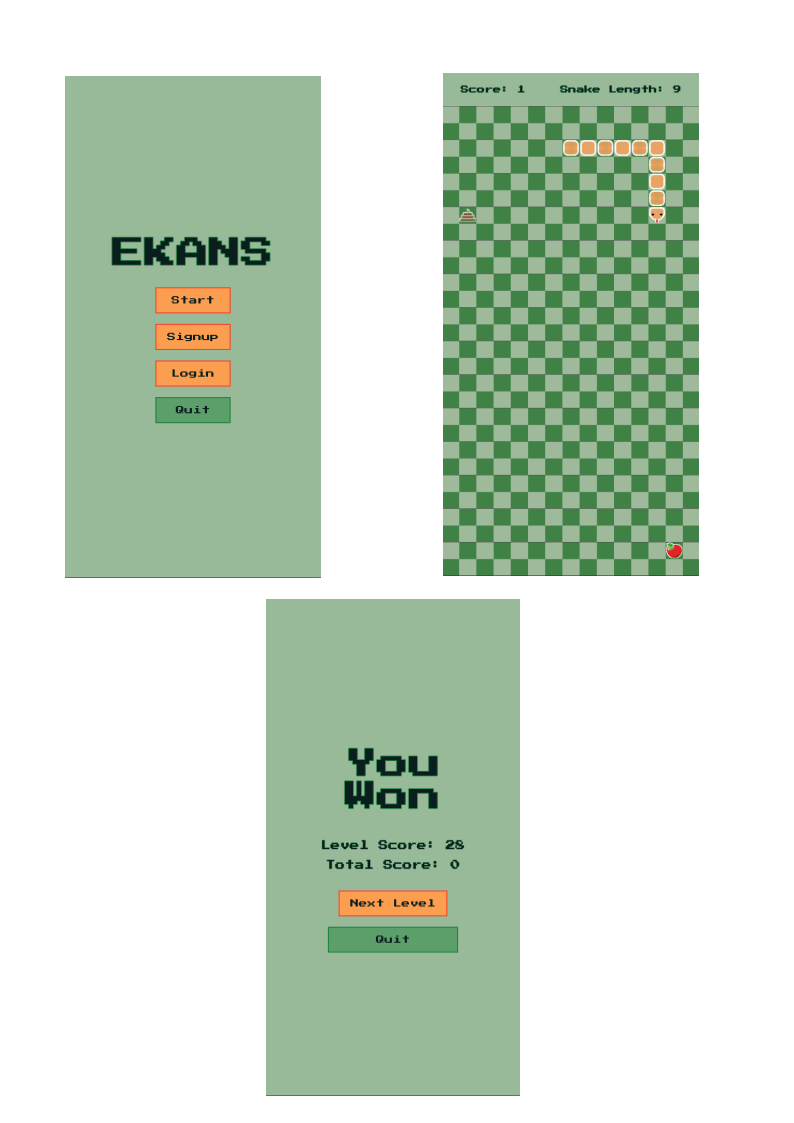 EKANS
Start
Signup
Login
Quit
Score: 1 Snake Length: 9
You
Won
Level Score: 28
Total Score: 0
Next Level
Quit